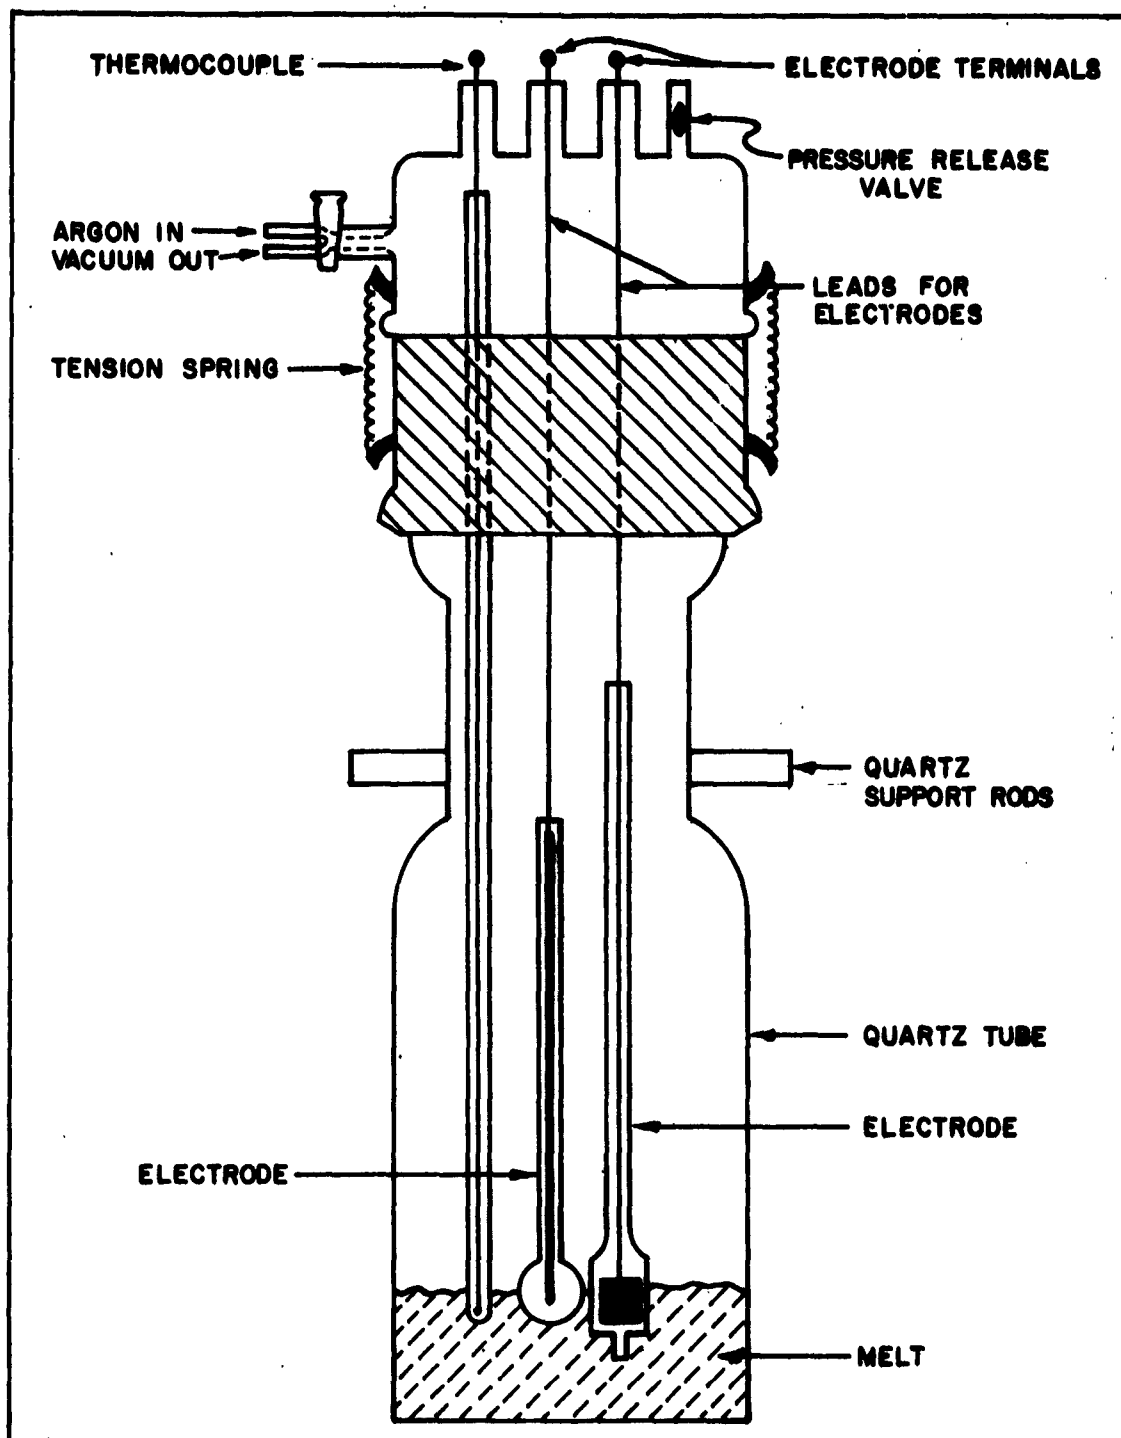 THERMOCOUPLE
ELECTRODE TERMINALS
PRESSURE RELEASE
VALVE
ARGON IN
VACUUM OUT
LEADS FOR
ELECTRODES
TENSION SPRING
QUARTZ
SUPPORT RODS
QUARTZ TUBE
ELECTRODE
ELECTRODE
MELT